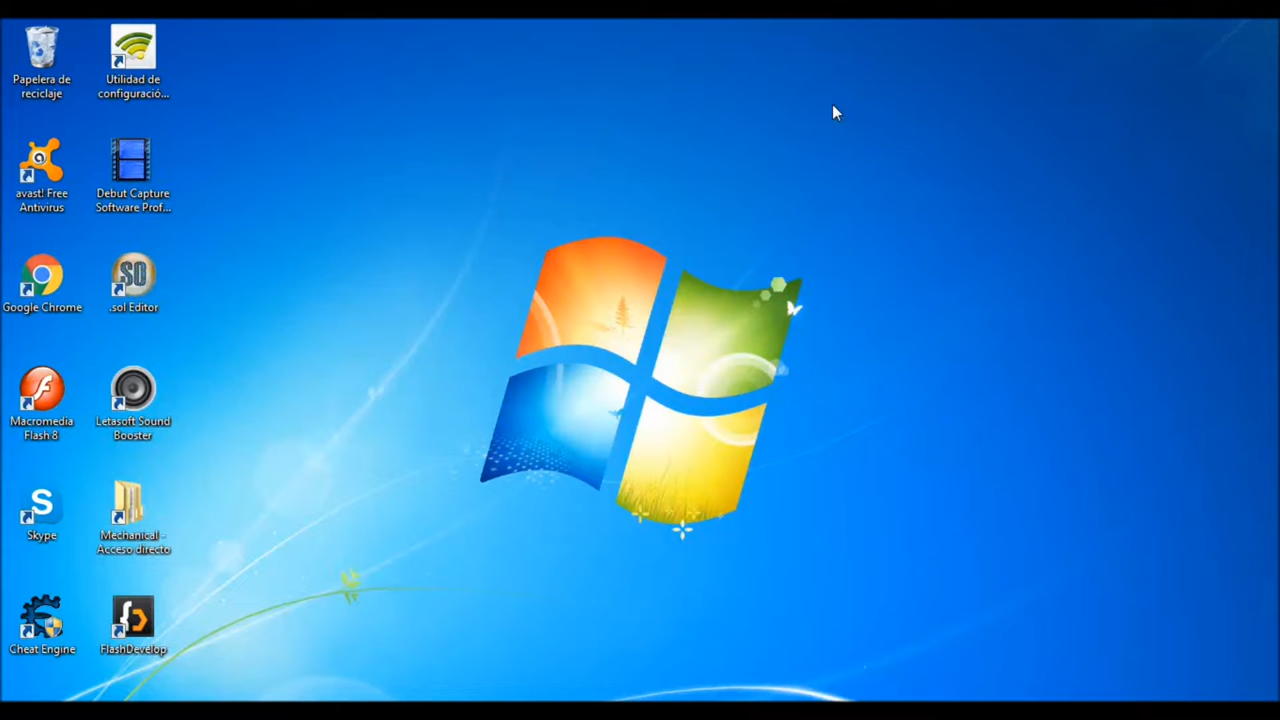 Papelera de
reciclaje
Utilidad de
configuració...
avast! Free
Antivirus
Debut Capture
Software Prof...
Google Chrome
SO
.sol Editor
Macromedia
Flash 8
Letasoft Sound
Booster
S
Skype
Mechanical -
Acceso directo
Cheat Engine
FlashDevelop